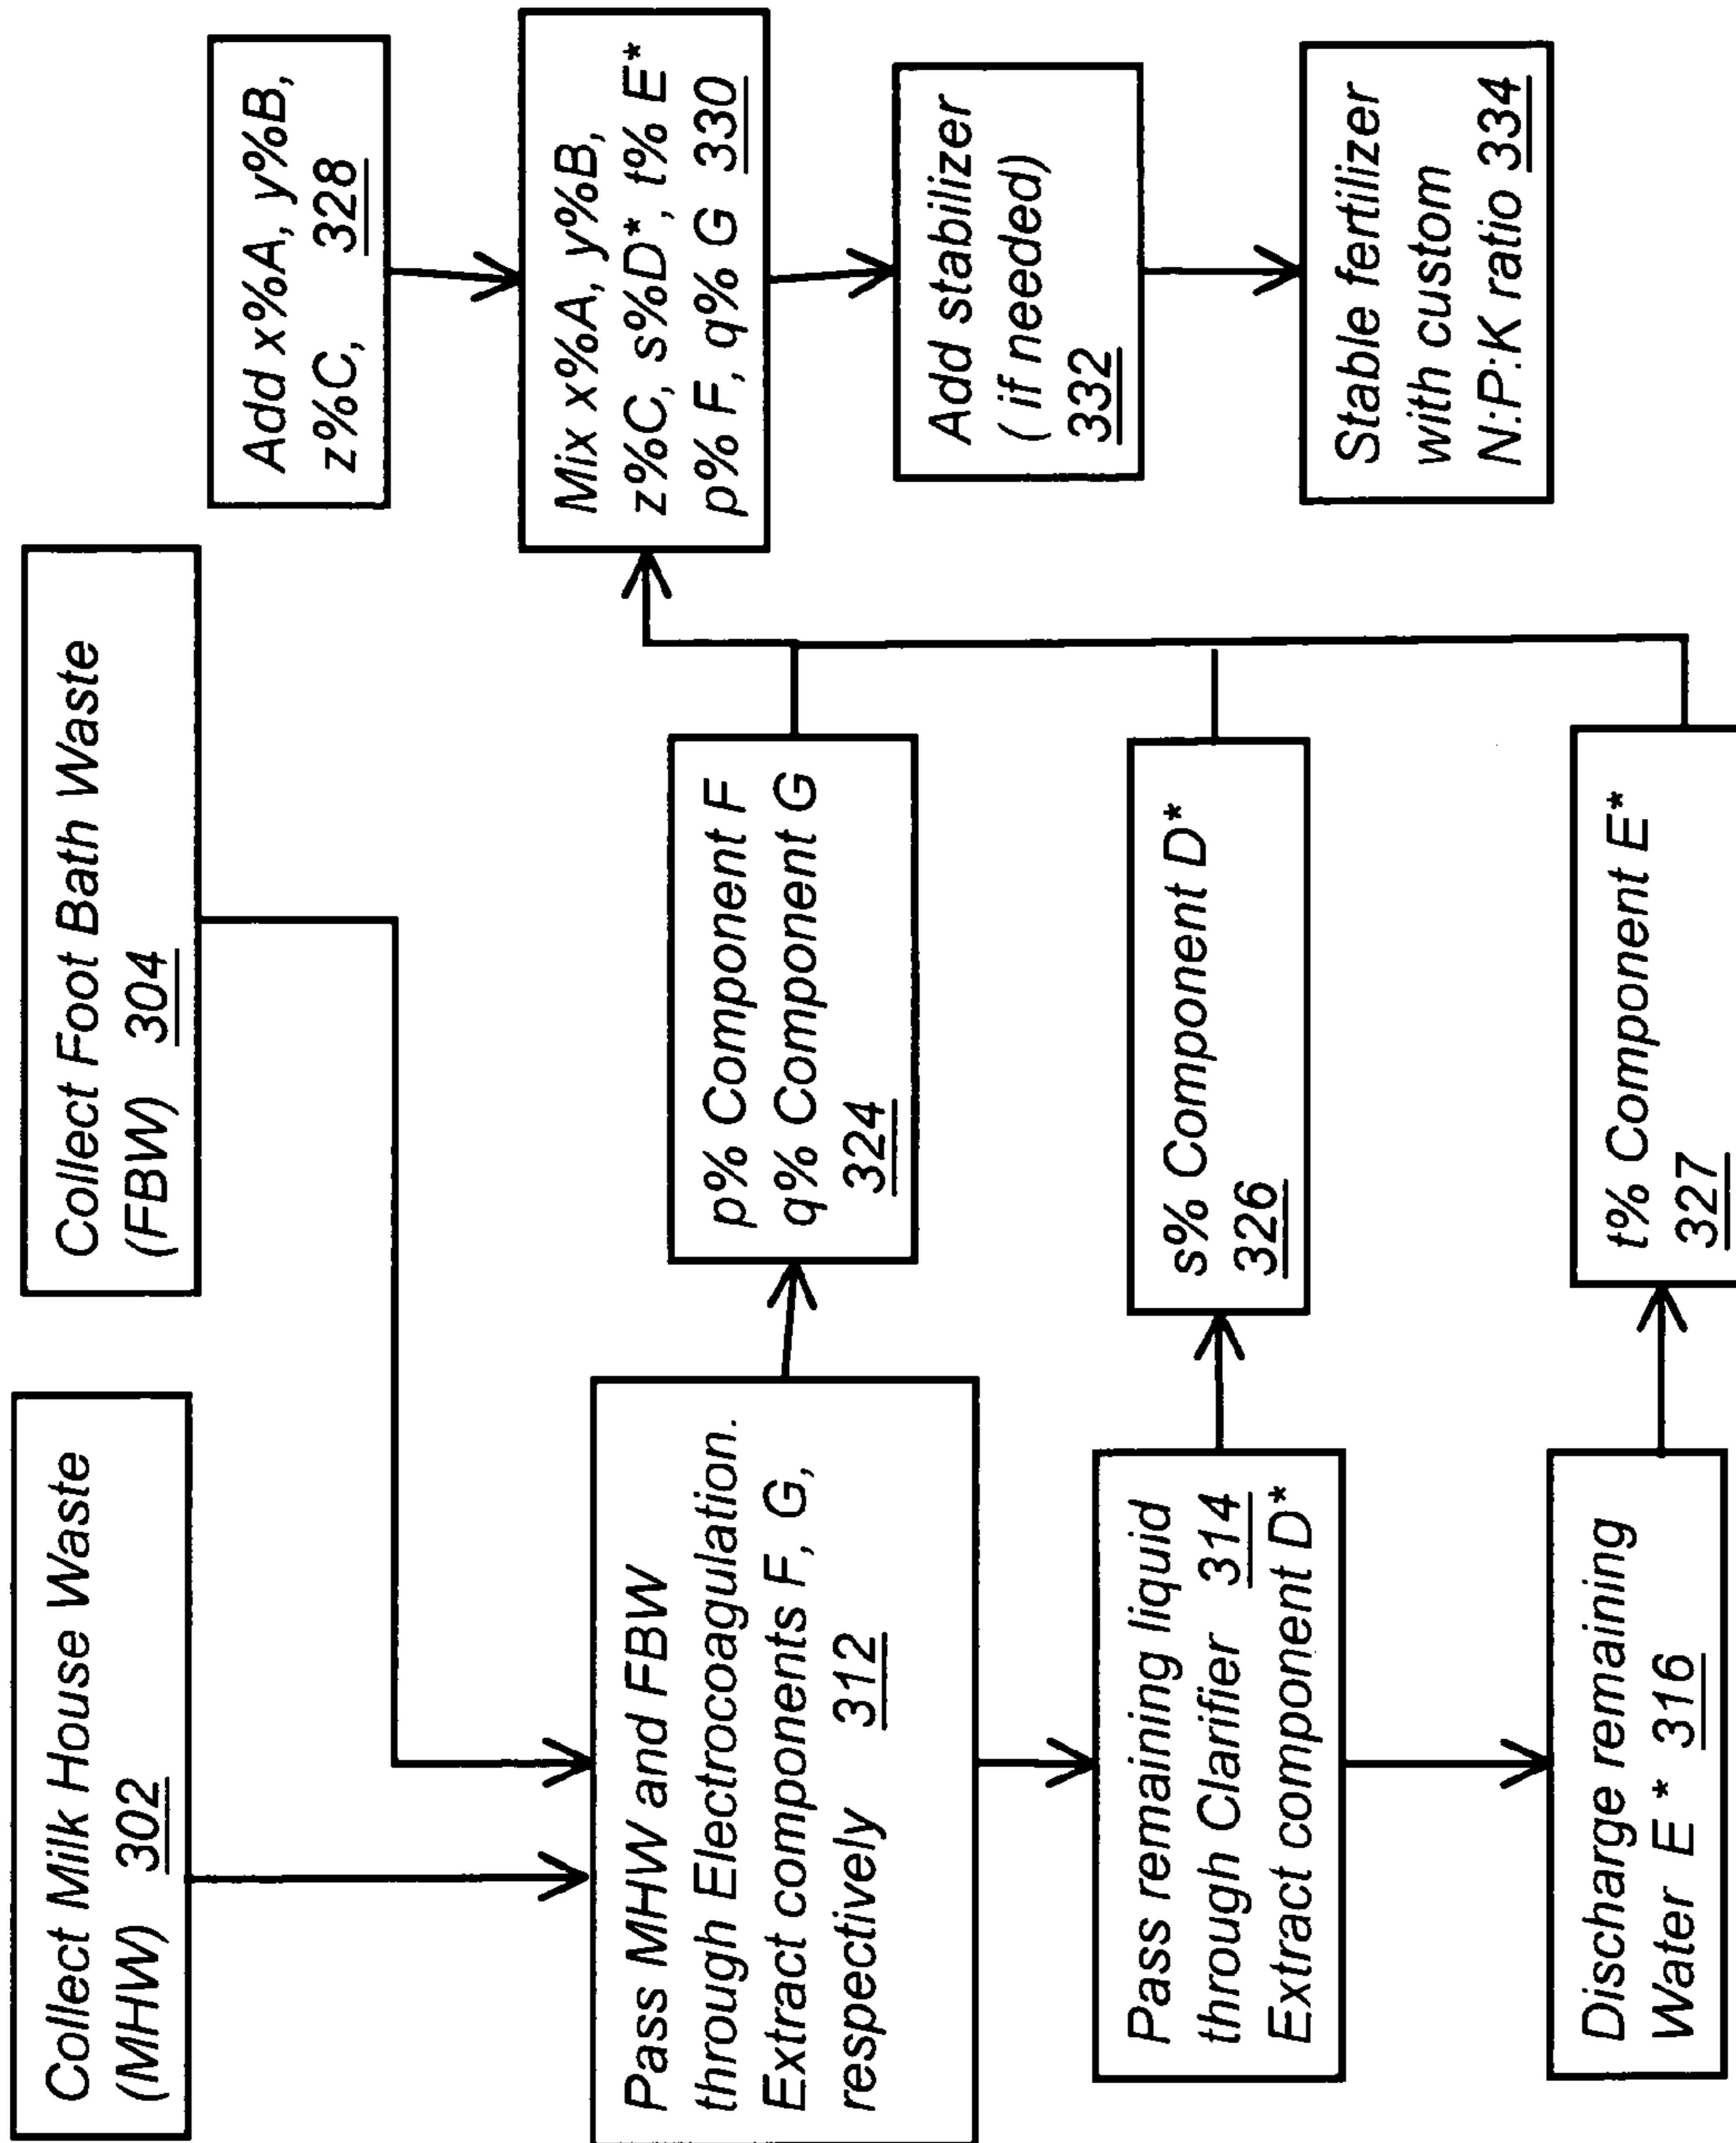 Collect Milk House Waste
(MHW) 302
Collect Foot Bath Waste
(FBW) 304
Add x%A, y%B,
z%C, 328
Pass MHW and FBW
through Electrocoagulation.
Extract components F, G,
respectively 312
p% Component F
q% Component G
324
Mix x%A, y%B,
z%C, s%D*, t% E*
p% F, q% G 330
Pass remaining liquid
through Clarifier 314
Extract component D*
s% Component D*
326
Add stabilizer
( if needed)
332
Discharge remaining
Water E * 316
t% Component E*
327
Stable fertilizer
with custom
N:P:K ratio 334